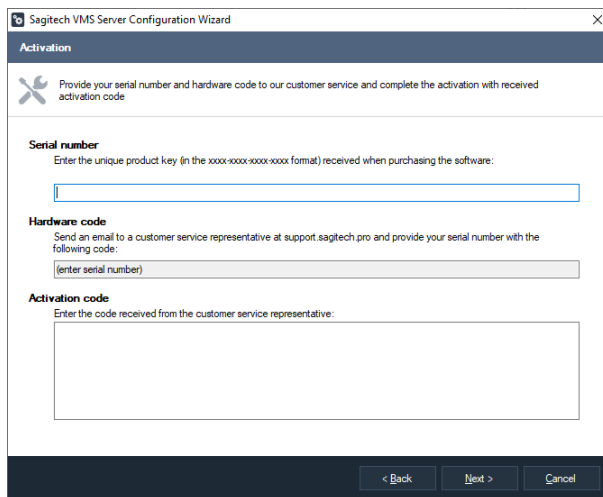 Sagitech VMS Server Configuration Wizard
Activation
Provide your serial number and hardware code to our customer service and complete the activation with received
activation code
Serial number
Enter the unique product key (in the xxxx-xxxx-xxxx-xxxx format) received when purchasing the software:
Hardware code
Send an email to a customer service representative at support.sagitech.pro and provide your serial number with the
following code:
(enter serial number)
Activation code
Enter the code received from the customer service representative:
< Back
Next >
Cancel